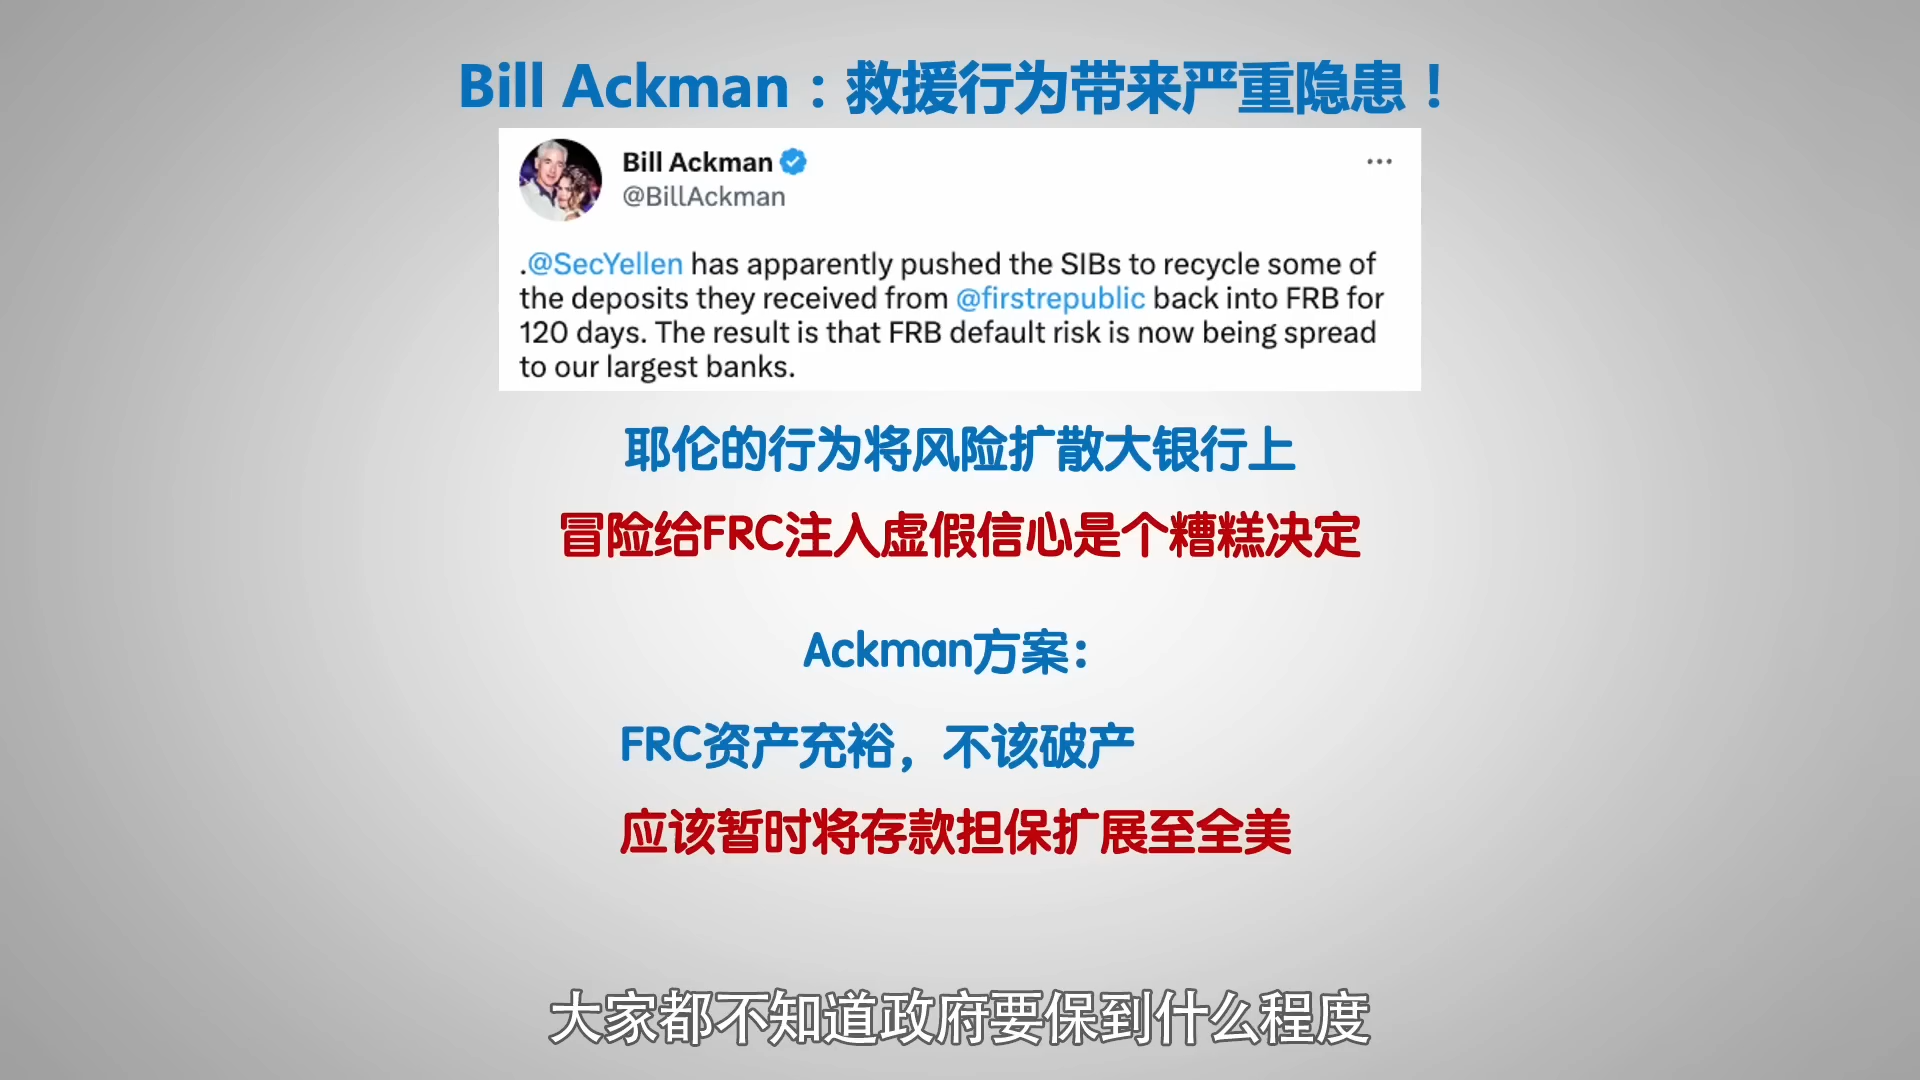 Bill Ackman：救援行为带来严重隐患！
Bill Ackman
@BillAckman
.@SecYellen has apparently pushed the SIBs to recycle some of
the deposits they received from @firstrepublic back into FRB for
120 days. The result is that FRB default risk is now being spread
to our largest banks.
耶伦的行为将风险扩散大银行上
冒险给FRC注入虚假信心是个糟糕决定
Ackman方案：
FRC资产充裕，不该破产
应该暂时将存款担保扩展至全美
大家都不知道政府要保到什么程度